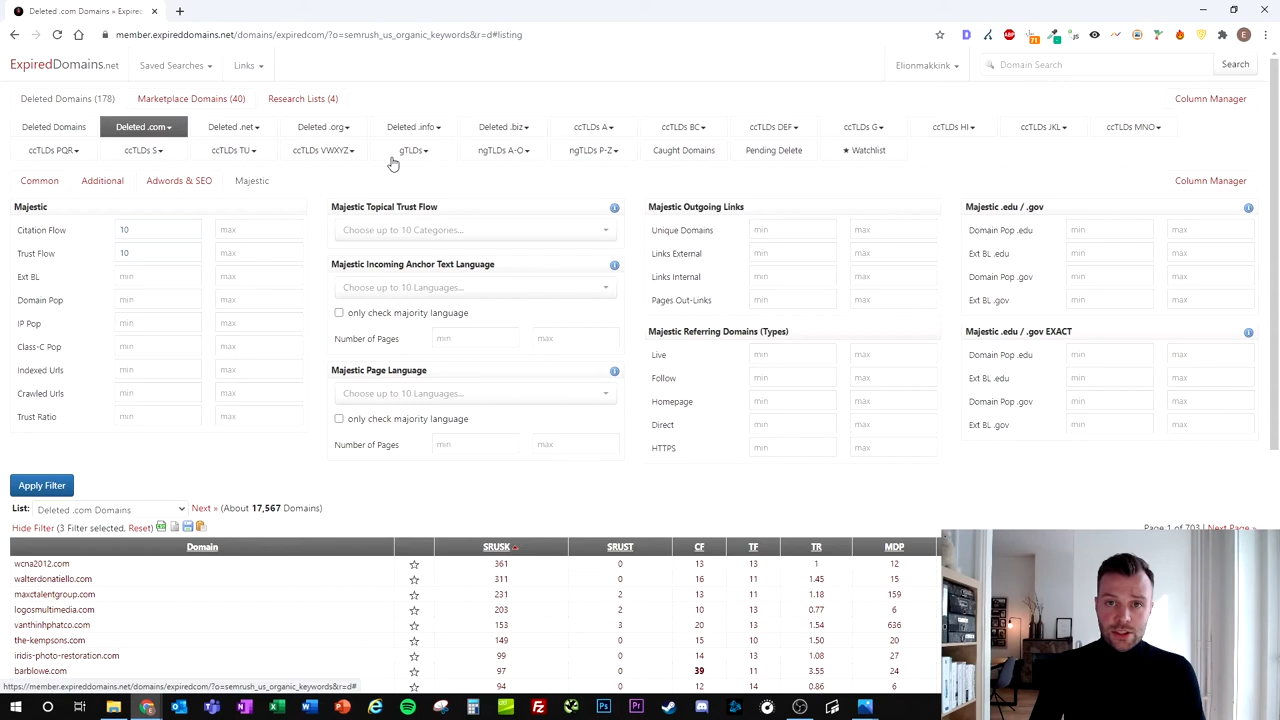 Deleted .com » Expire
member.expireddomains.net/domains/expiredcom/?o=semrush_us_organic_keywords&r=d#listing
ExpiredDomains.net Saved Searches Links Elionmakkink Domain Search Search
Deleted Domains (178) Marketplace Domains (40) Research Lists (4) Column Manager
Deleted Domains Deleted .com Deleted .net Deleted .org Deleted .info Deleted .biz ccTLDs A ccTLDs BC ccTLDs DEF ccTLDs G ccTLDs HI ccTLDs JKL ccTLDs MNO
ccTLDs PQR ccTLDs S ccTLDs TU ccTLDs VWXYZ gTLDs ngTLDs A-O ngTLDs P-Z Caught Domains Pending Delete ★ Watchlist
Common Additional Adwords & SEO Majestic Column Manager
Majestic
Citation Flow 10 max
Trust Flow 10 max
Ext BL min max
Domain Pop min max
IP Pop min max
Class-C Pop min max
Indexed Urls min max
Crawled Urls min max
Trust Ratio min max
Majestic Topical Trust Flow
Choose up to 10 Categories...
Majestic Incoming Anchor Text Language
Choose up to 10 Languages...
only check majority language
Number of Pages min max
Majestic Page Language
Choose up to 10 Languages...
only check majority language
Number of Pages min max
Majestic Outgoing Links
Unique Domains min max
Links External min max
Links Internal min max
Pages Out-Links min max
Majestic Referring Domains (Types)
Live min max
Follow min max
Homepage min max
Direct min max
HTTPS min max
Majestic .edu / .gov
Domain Pop .edu min max
Ext BL .edu min max
Domain Pop .gov min max
Ext BL .gov min max
Majestic .edu / .gov EXACT
Domain Pop .edu min max
Ext BL .edu min max
Domain Pop .gov min max
Ext BL .gov min max
Apply Filter
List: Deleted .com Domains Next » (About 17,567 Domains)
Hide Filter (3 Filter selected. Reset) Page 1 of 703 | Next Page »
Domain SRUSK SRUST CF TF TR MDP
wcna2012.com 361 0 13 13 1 12
walterdonatiello.com 311 0 16 11 1.45 15
maxctalentgroup.com 231 2 13 11 1.18 159
logosmultimedia.com 203 2 10 13 0.77 6
vanthinhphatco.com 153 3 20 13 1.54 636
the-kempsons.com 149 0 15 10 1.50 20
iridis-photo-restoration.com 99 0 14 13 1.08 27
barblowe.com 97 0 39 11 3.55 24
94 0 12 14 0.86 6
https://member.expireddomains.net/domains/expiredcom/?o=semrush_us_organic_keywords&r=d#